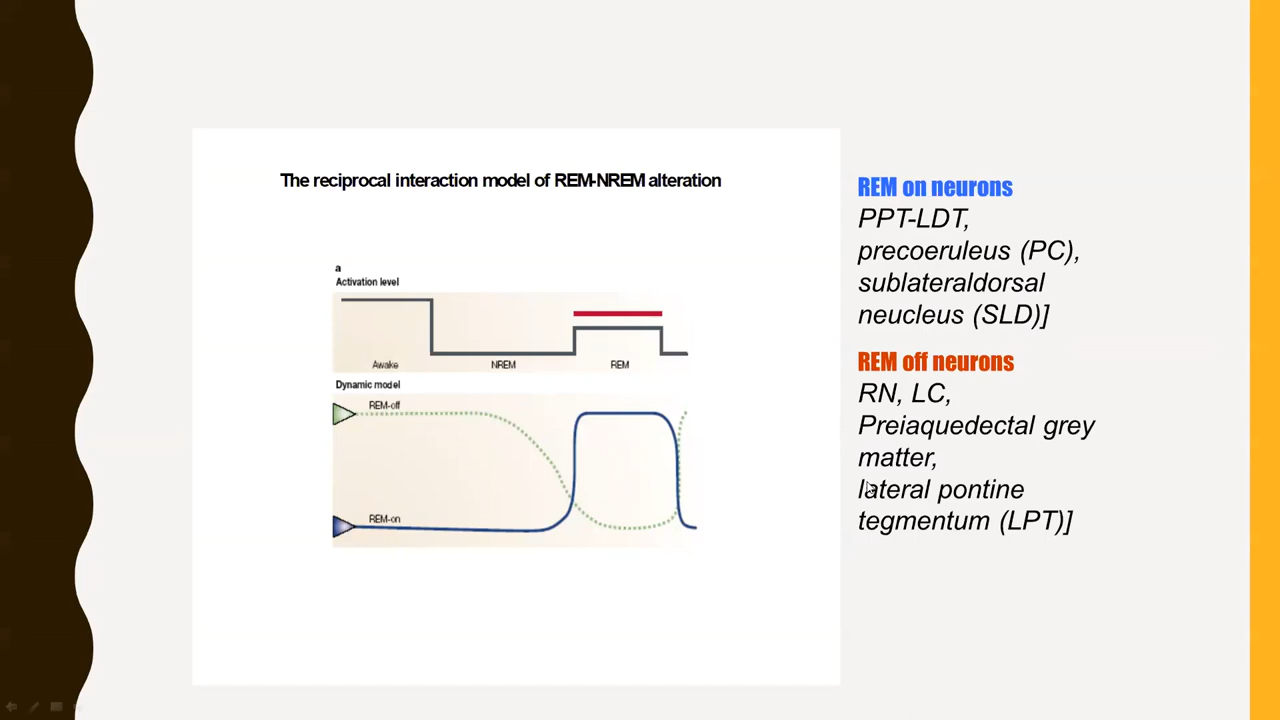 The reciprocal interaction model of REM-NREM alteration
a
Activation level
Awake
NREM
REM
Dynamic model
REM-off
REM-on
REM on neurons
PPT-LDT,
precoeruleus (PC),
sublateraldorsal
neucleus (SLD)]
REM off neurons
RN, LC,
Preiaquedectal grey
matter,
lateral pontine
tegmentum (LPT)]